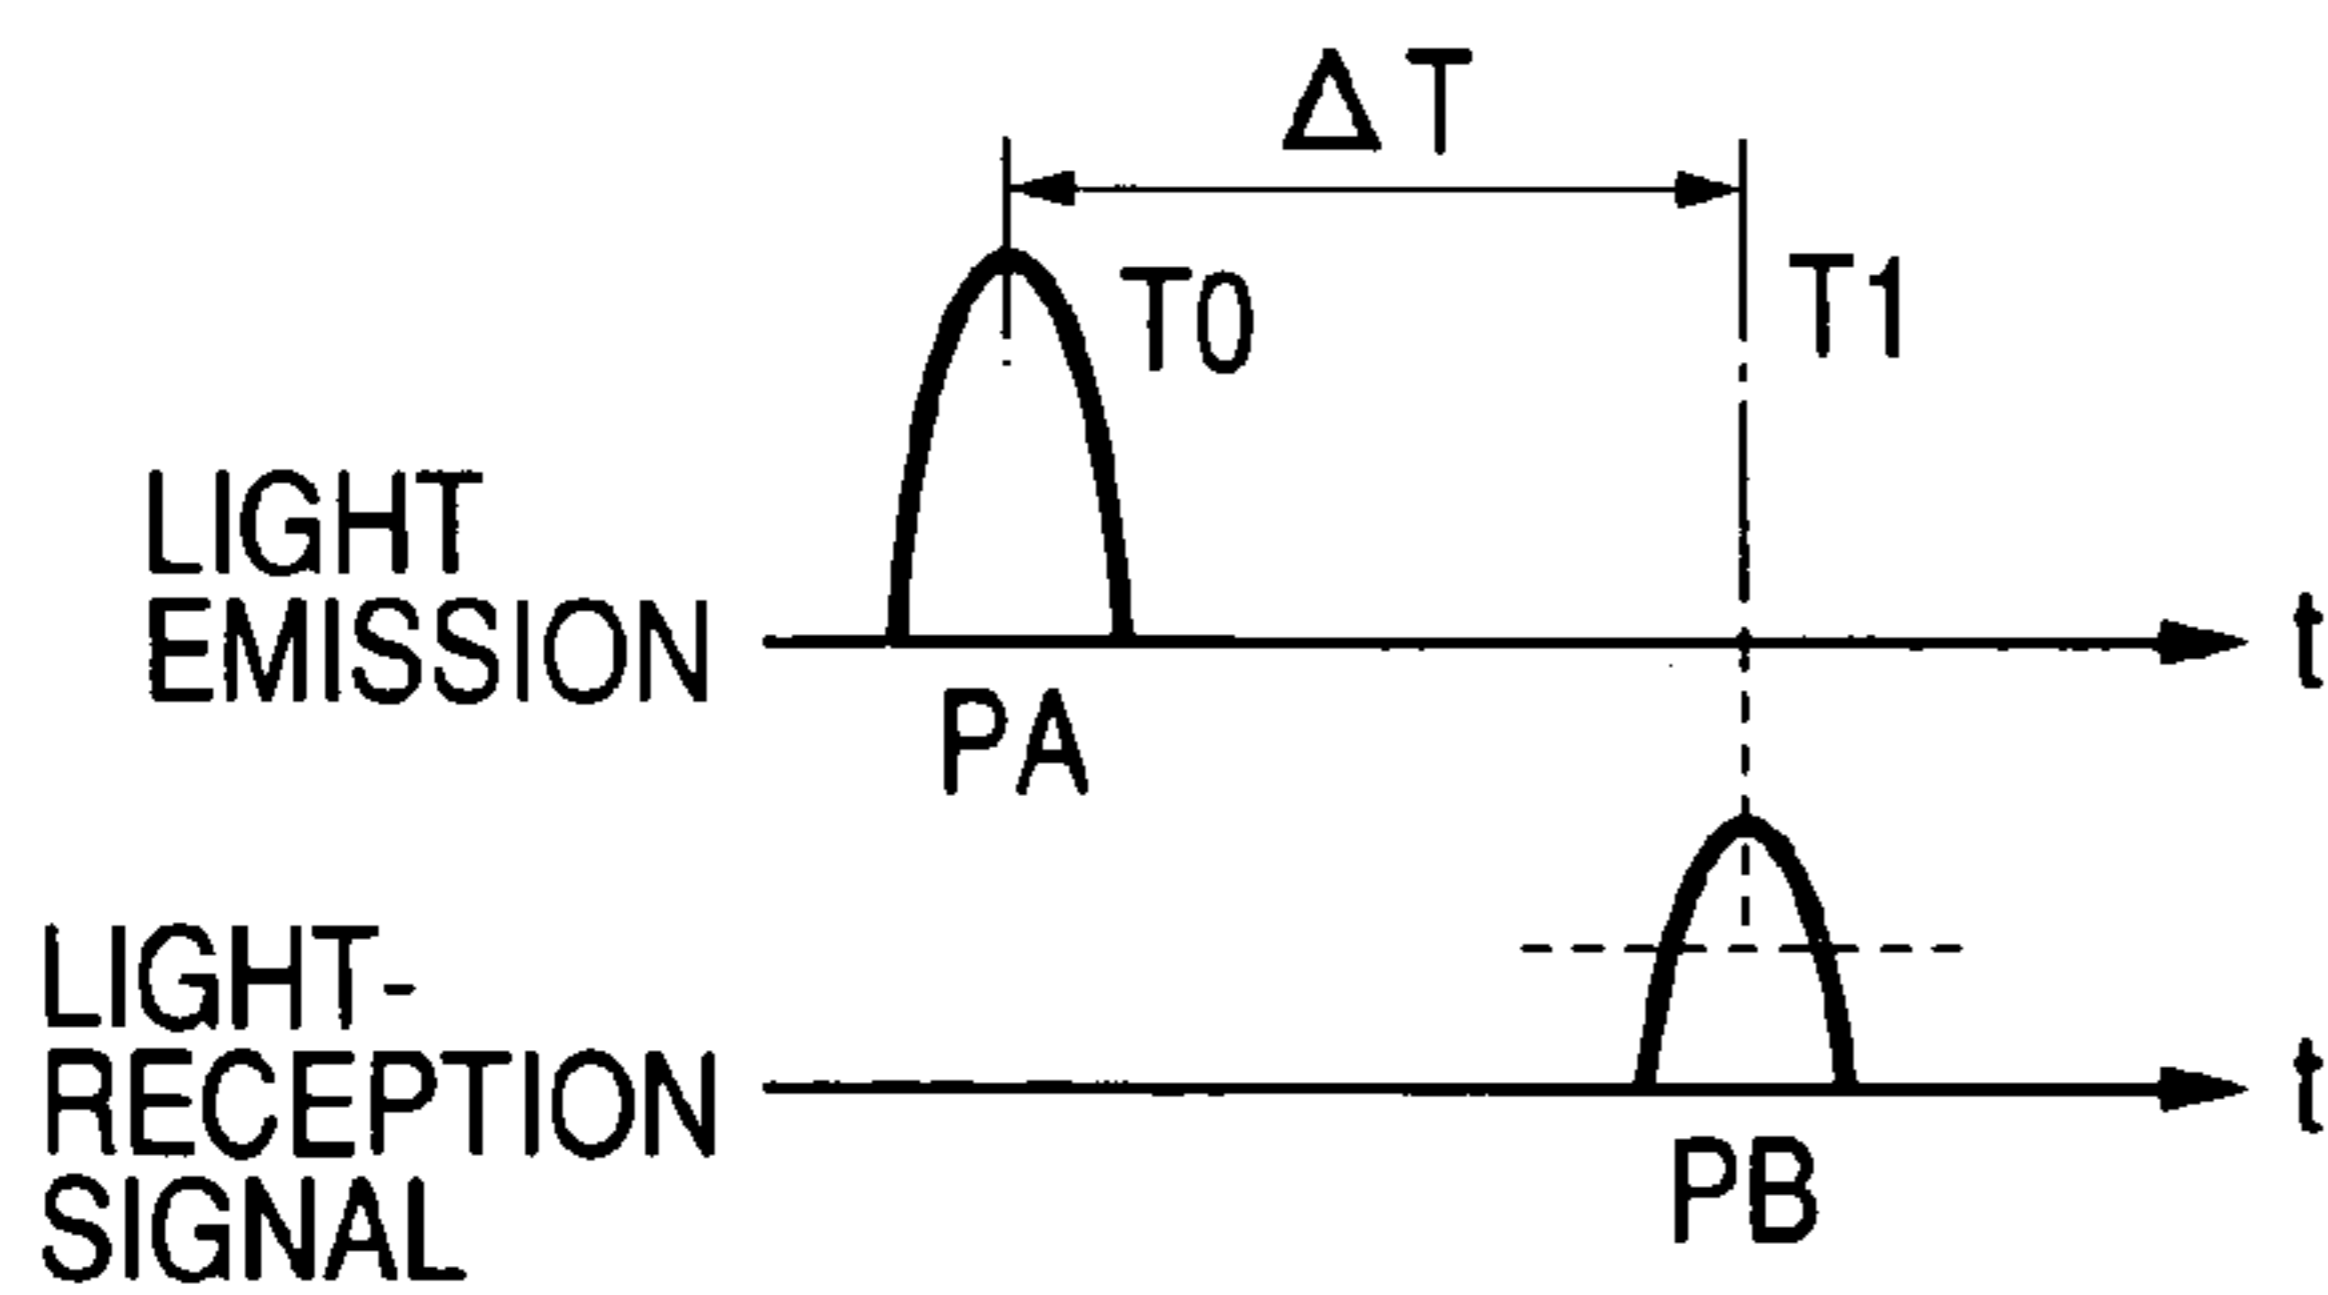 ΔT
T0
T1
LIGHT
EMISSION
t
PA
LIGHT-
RECEPTION
SIGNAL
t
PB